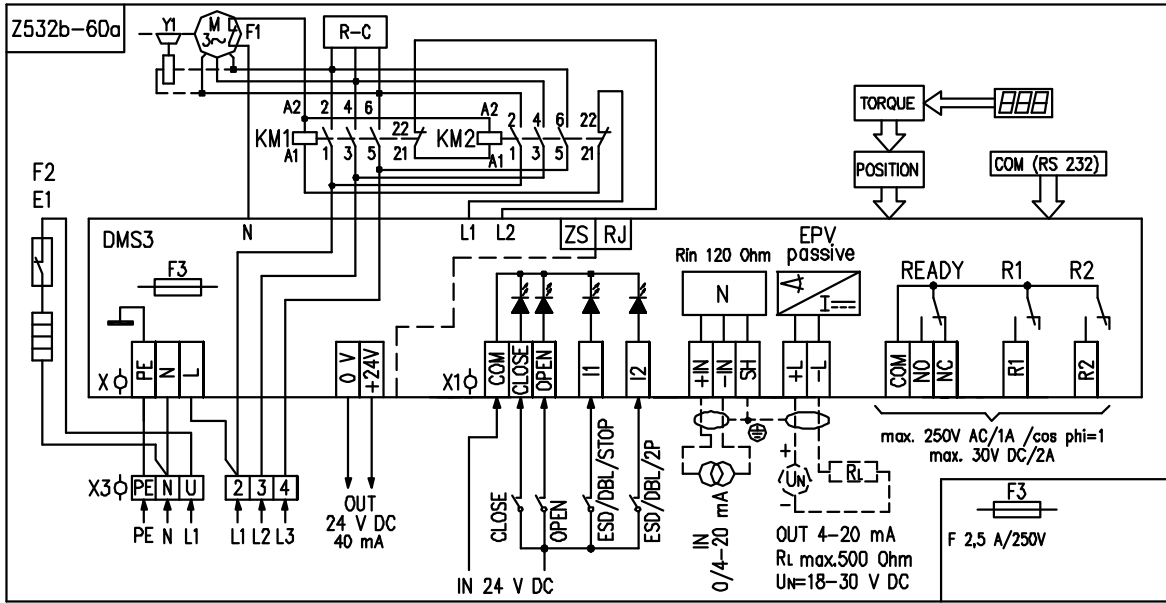 Z532b-60a
Y1
M
3~
F1
R-C
A2
2
4
6
22
KM1
A1
1
3
5
21
A2
2
4
6
22
KM2
A1
1
3
5
21
TORQUE
POSITION
COM (RS 232)
F2
E1
DMS3
N
L1
L2
ZS
RJ
F3
Rin 120 Ohm
N
EPV
passive
I
READY
R1
R2
X
PE
N
L
0 V
+24V
X1
COM
CLOSE
OPEN
I1
I2
+IN
-IN
SH
+L
-L
COM
NO
NC
R1
R2
max. 250V AC/1A /cos phi=1
max. 30V DC/2A
X3
PE
N
U
2
3
4
PE
N
L1
L1
L2
L3
OUT
24 V DC
40 mA
CLOSE
OPEN
ESD/DBL/STOP
ESD/DBL/2P
IN 24 V DC
IN
0/4-20 mA
+
UN
-
RL
OUT 4-20 mA
RL max.500 Ohm
UN=18-30 V DC
F3
F 2,5 A/250V